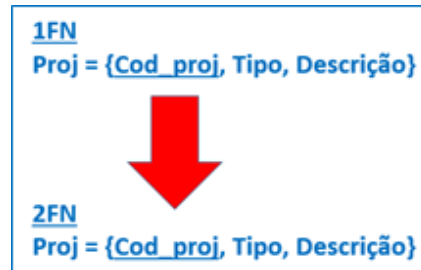 1FN
Proj = {Cod_proj, Tipo, Descrição}
2FN
Proj = {Cod_proj, Tipo, Descrição}